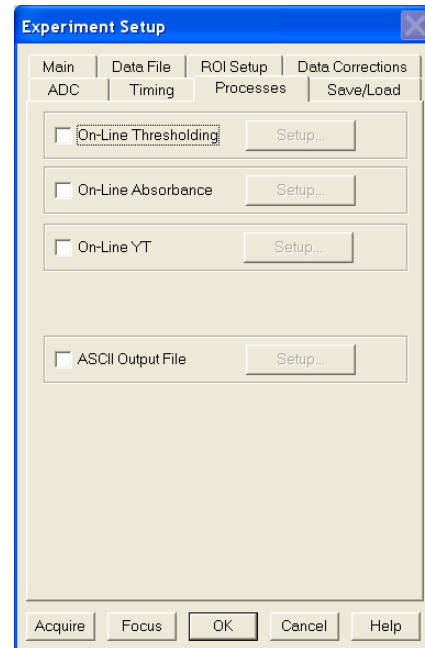 Experiment Setup
Main Data File ROI Setup Data Corrections
ADC Timing Processes Save/Load
On-Line Thresholding Setup...
On-Line Absorbance Setup...
On-Line YT Setup...
ASCII Output File Setup...
Acquire Focus OK Cancel Help